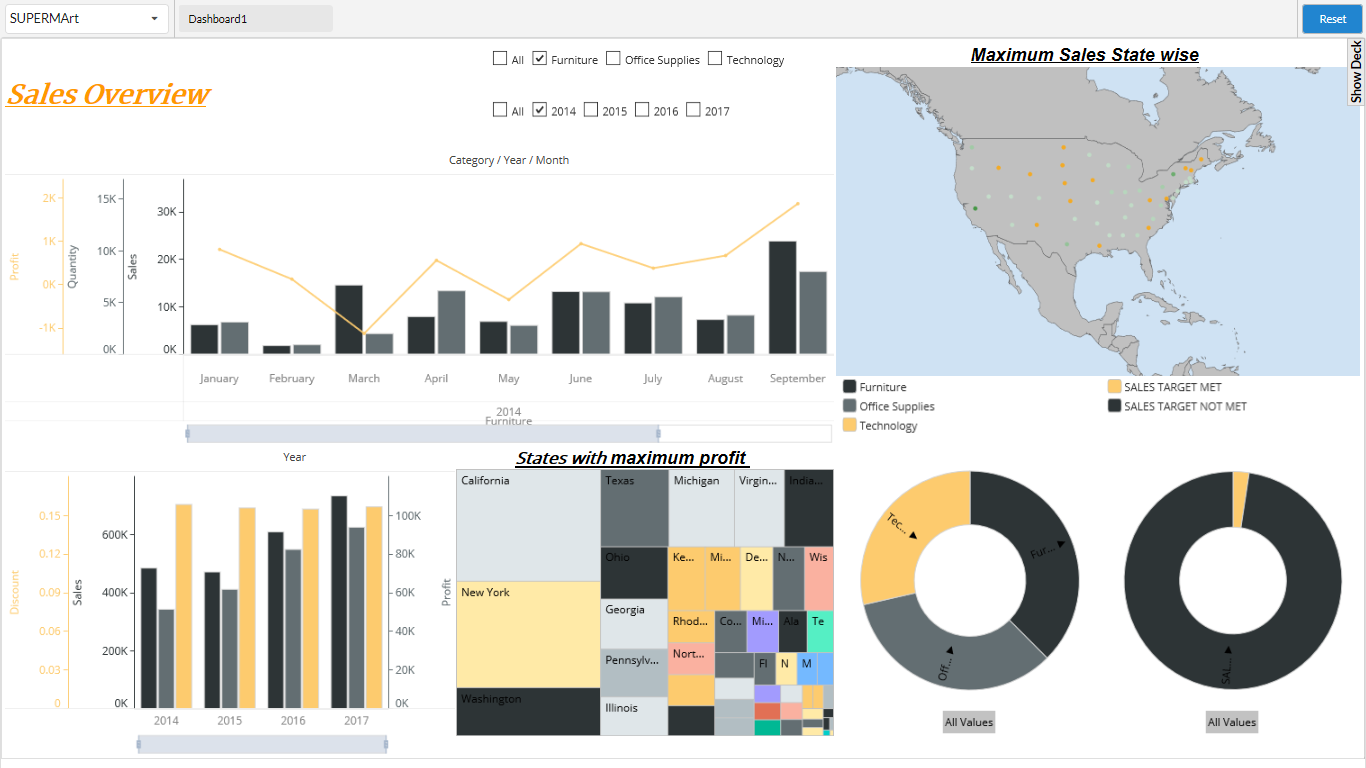 SUPERMArt
Dashboard1
Reset
Show Deck
Sales Overview
All Furniture Office Supplies Technology
All 2014 2015 2016 2017
Maximum Sales State wise
Category / Year / Month
Profit
2K
1K
0K
-1K
Quantity
15K
10K
5K
0K
Sales
30K
20K
10K
0K
January February March April May June July August September
2014
Furniture
Furniture
Office Supplies
Technology
SALES TARGET MET
SALES TARGET NOT MET
Year
Discount
0.15
0.12
0.09
0.06
0.03
0
Sales
600K
400K
200K
0K
100K
80K
60K
40K
20K
0K
Profit
2014 2015 2016 2017
States with maximum profit
California
Texas
Michigan
Virgin...
India...
New York
Ohio
Ke...
Mi...
De...
N...
Wis
Georgia
Rhod...
Co...
Mi...
Ala
Te
Pennsylv...
Nort...
Fl
N
M
Washington
Illinois
Tec...
Fur...
Off...
All Values
SAL...
All Values